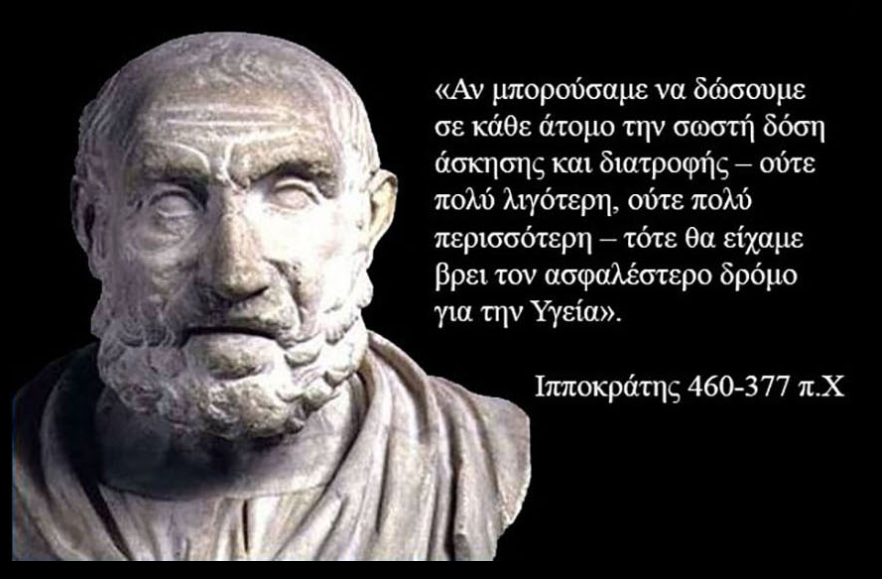 «Αν μπορούσαμε να δώσουμε
σε κάθε άτομο την σωστή δόση
άσκησης και διατροφής – ούτε
πολύ λιγότερη, ούτε πολύ
περισσότερη – τότε θα είχαμε
βρει τον ασφαλέστερο δρόμο
για την Υγεία».
Ιπποκράτης 460-377 π.Χ